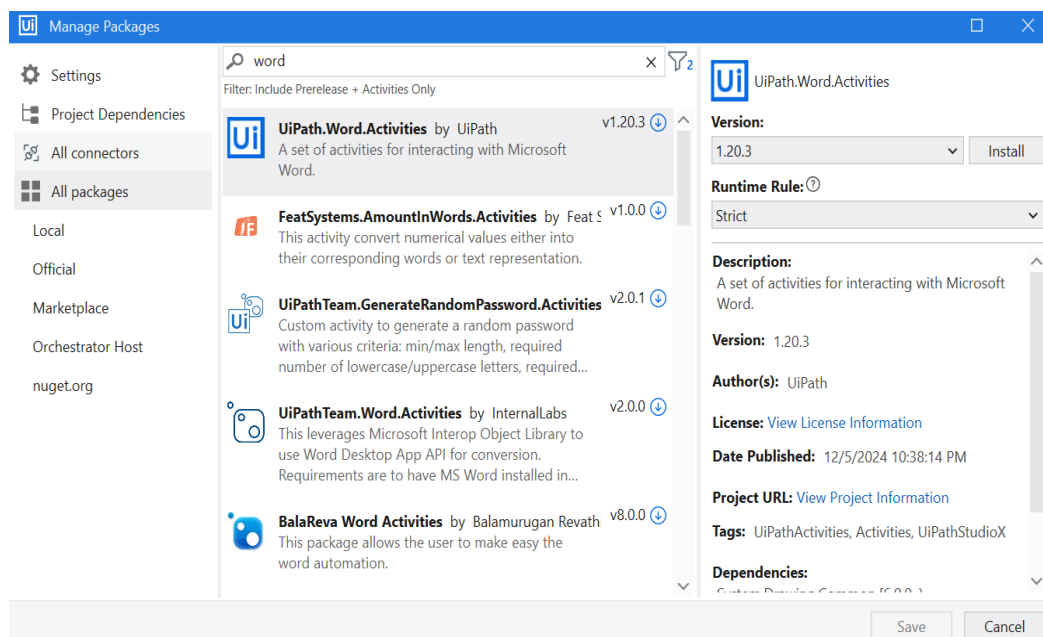 Ui Manage Packages
Settings
Project Dependencies
All connectors
All packages
Local
Official
Marketplace
Orchestrator Host
nuget.org
word
2
Filter: Include Prerelease + Activities Only
Ui
UiPath.Word.Activities by UiPath v1.20.3
A set of activities for interacting with Microsoft
Word.
FeatSystems.AmountInWords.Activities by Feat S v1.0.0
This activity convert numerical values either into
their corresponding words or text representation.
Ui
UiPathTeam.GenerateRandomPassword.Activities v2.0.1
Custom activity to generate a random password
with various criteria: min/max length, required
number of lowercase/uppercase letters, required...
UiPathTeam.Word.Activities by InternalLabs v2.0.0
This leverages Microsoft Interop Object Library to
use Word Desktop App API for conversion.
Requirements are to have MS Word installed in...
BalaReva Word Activities by Balamurugan Revath v8.0.0
This package allows the user to make easy the
word automation.
Ui UiPath.Word.Activities
Version:
1.20.3 Install
Runtime Rule: ?
Strict
Description:
A set of activities for interacting with Microsoft
Word.
Version: 1.20.3
Author(s): UiPath
License: View License Information
Date Published: 12/5/2024 10:38:14 PM
Project URL: View Project Information
Tags: UiPathActivities, Activities, UiPathStudioX
Dependencies:
Save Cancel